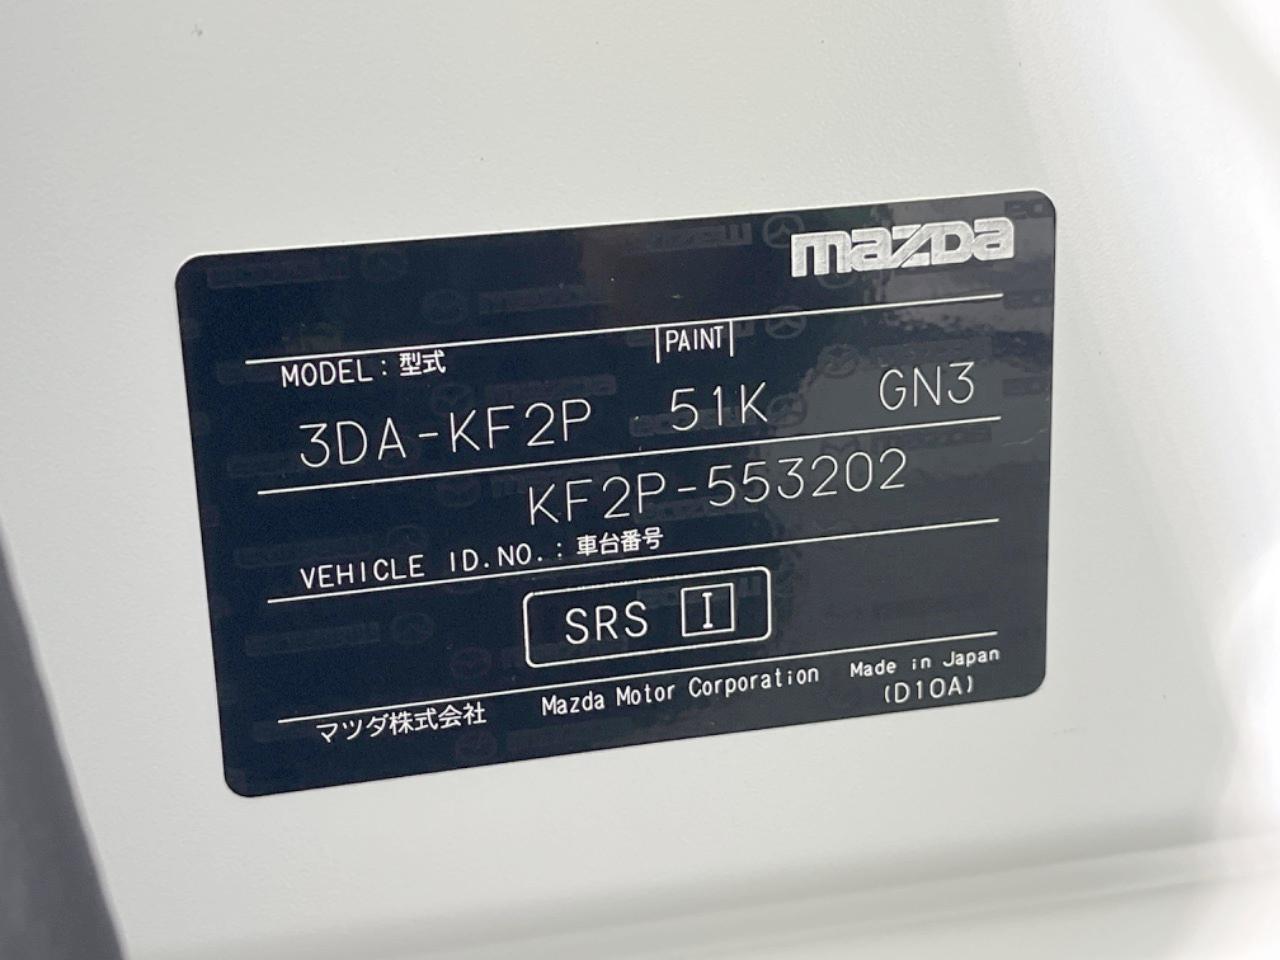 mazda
MODEL : 型式 |PAINT|
3DA-KF2P 51K GN3
KF2P-553202
VEHICLE ID.NO. : 車台番号
SRS I
マツダ株式会社 Mazda Motor Corporation Made in Japan
(D10A)